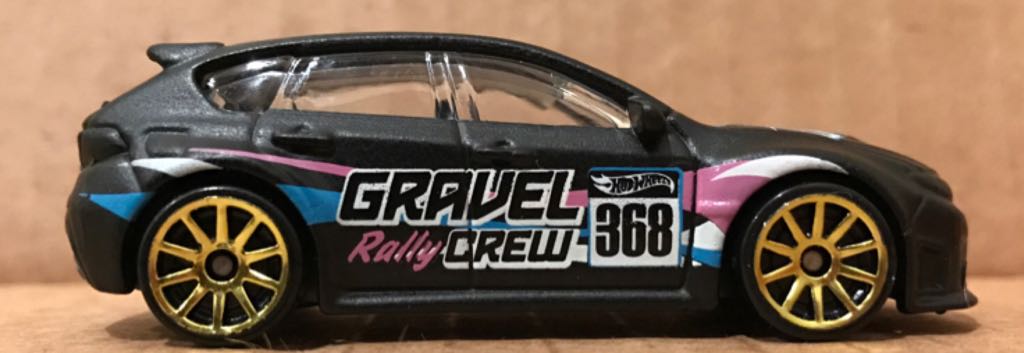 GRAVEL
Rally CREW
HOT WHEELS
368